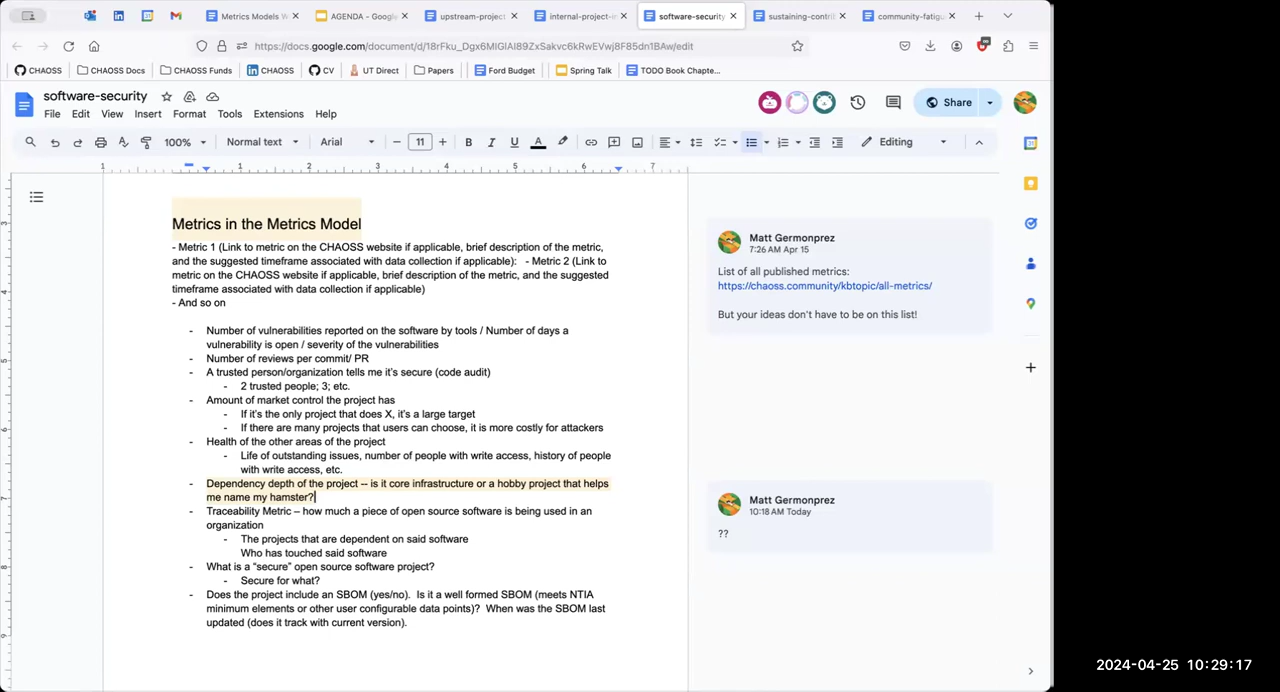 Metrics Models W
AGENDA - Google
upstream-project
internal-project-in
software-security
sustaining-contri
community-fatigu
https://docs.google.com/document/d/18rFku_Dgx6MIGIAI89ZxSakvc6kRwEVwj8F85dn1BAw/edit
CHAOSS
CHAOSS Docs
CHAOSS Funds
CHAOSS
CV
UT Direct
Papers
Ford Budget
Spring Talk
TODO Book Chapte...
software-security
File Edit View Insert Format Tools Extensions Help
Share
100%
Normal text
Arial
11
Editing
1 1 2 3 4 5 6 7
Metrics in the Metrics Model
- Metric 1 (Link to metric on the CHAOSS website if applicable, brief description of the metric,
and the suggested timeframe associated with data collection if applicable): - Metric 2 (Link to
metric on the CHAOSS website if applicable, brief description of the metric, and the suggested
timeframe associated with data collection if applicable)
- And so on
- Number of vulnerabilities reported on the software by tools / Number of days a
vulnerability is open / severity of the vulnerabilities
- Number of reviews per commit/ PR
- A trusted person/organization tells me it's secure (code audit)
- 2 trusted people; 3; etc.
- Amount of market control the project has
- If it's the only project that does X, it's a large target
- If there are many projects that users can choose, it is more costly for attackers
- Health of the other areas of the project
- Life of outstanding issues, number of people with write access, history of people
with write access, etc.
- Dependency depth of the project -- is it core infrastructure or a hobby project that helps
me name my hamster?
- Traceability Metric – how much a piece of open source software is being used in an
organization
- The projects that are dependent on said software
Who has touched said software
- What is a “secure” open source software project?
- Secure for what?
- Does the project include an SBOM (yes/no). Is it a well formed SBOM (meets NTIA
minimum elements or other user configurable data points)? When was the SBOM last
updated (does it track with current version).
Matt Germonprez
7:26 AM Apr 15
List of all published metrics:
https://chaoss.community/kbtopic/all-metrics/
But your ideas don't have to be on this list!
Matt Germonprez
10:18 AM Today
??
2024-04-25 10:29:17